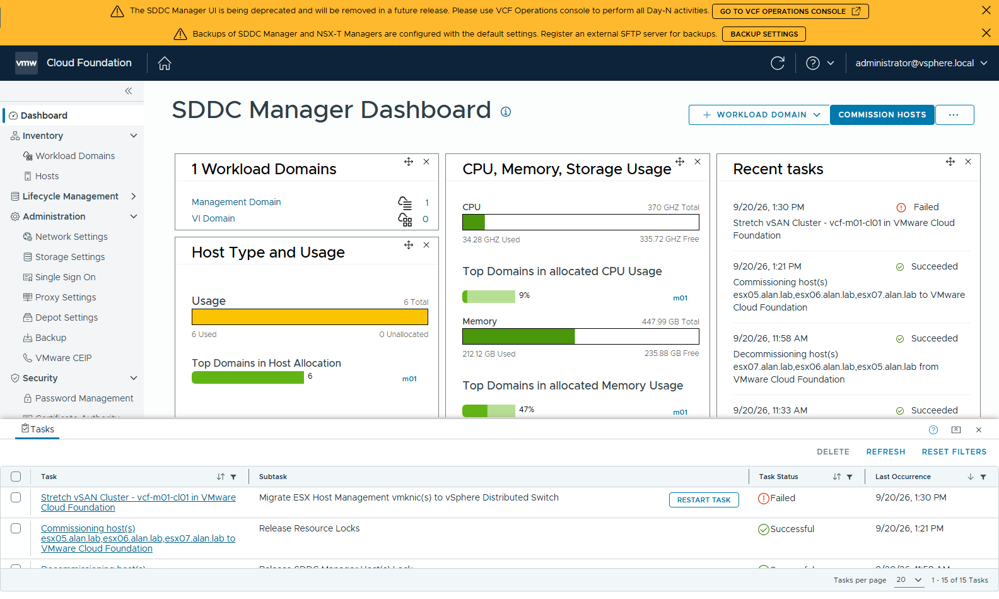 The SDDC Manager UI is being deprecated and will be removed in a future release. Please use VCF Operations console to perform all Day-N activities. GO TO VCF OPERATIONS CONSOLE
Backups of SDDC Manager and NSX-T Managers are configured with the default settings. Register an external SFTP server for backups. BACKUP SETTINGS
vmw Cloud Foundation administrator@vsphere.local
Dashboard
Inventory
Workload Domains
Hosts
Lifecycle Management
Administration
Network Settings
Storage Settings
Single Sign On
Proxy Settings
Depot Settings
Backup
VMware CEIP
Security
Password Management
Certificate Authority
SDDC Manager Dashboard
WORKLOAD DOMAIN COMMISSION HOSTS ...
1 Workload Domains
Management Domain 1
VI Domain 0
Host Type and Usage
Usage 6 Total
6 Used 0 Unallocated
Top Domains in Host Allocation
6 m01
CPU, Memory, Storage Usage
CPU 370 GHZ Total
34.28 GHZ Used 335.72 GHZ Free
Top Domains in allocated CPU Usage
9% m01
Memory 447.99 GB Total
212.12 GB Used 235.88 GB Free
Top Domains in allocated Memory Usage
47% m01
Recent tasks
9/20/26, 1:30 PM Failed
Stretch vSAN Cluster - vcf-m01-cl01 in VMware Cloud
Foundation
9/20/26, 1:21 PM Succeeded
Commissioning host(s)
esx05.alan.lab,esx06.alan.lab,esx07.alan.lab to VMware
Cloud Foundation
9/20/26, 11:58 AM Succeeded
Decommissioning host(s)
esx07.alan.lab,esx06.alan.lab,esx05.alan.lab from
VMware Cloud Foundation
9/20/26, 11:33 AM Succeeded
Tasks
DELETE REFRESH RESET FILTERS
Task Subtask Task Status Last Occurrence
Stretch vSAN Cluster - vcf-m01-cl01 in VMware Migrate ESX Host Management vmknic(s) to vSphere Distributed Switch RESTART TASK Failed 9/20/26, 1:30 PM
Cloud Foundation
Commissioning host(s) Release Resource Locks Successful 9/20/26, 1:21 PM
esx05.alan.lab,esx06.alan.lab,esx07.alan.lab to
VMware Cloud Foundation
Decommissioning host(s) Release SDDC Manager Host(s) Lock Successful 9/20/26, 11:58 AM
Tasks per page 20 1 - 15 of 15 Tasks